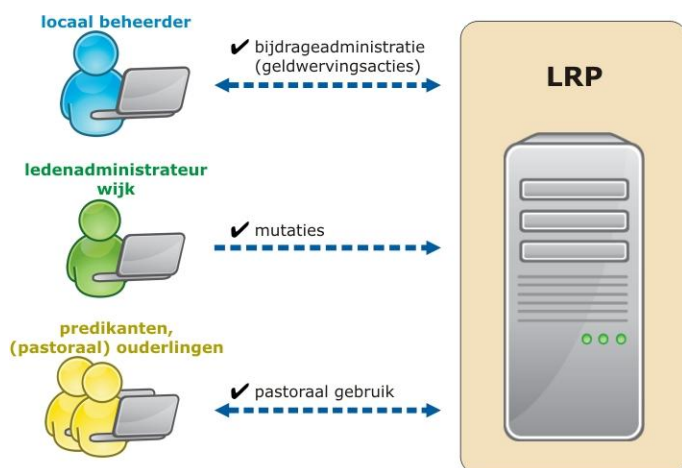 locaal beheerder
✔ bijdrageadministratie
(geldwervingsacties)
LRP
ledenadministrateur
wijk
✔ mutaties
predikanten,
(pastoraal) ouderlingen
✔ pastoraal gebruik